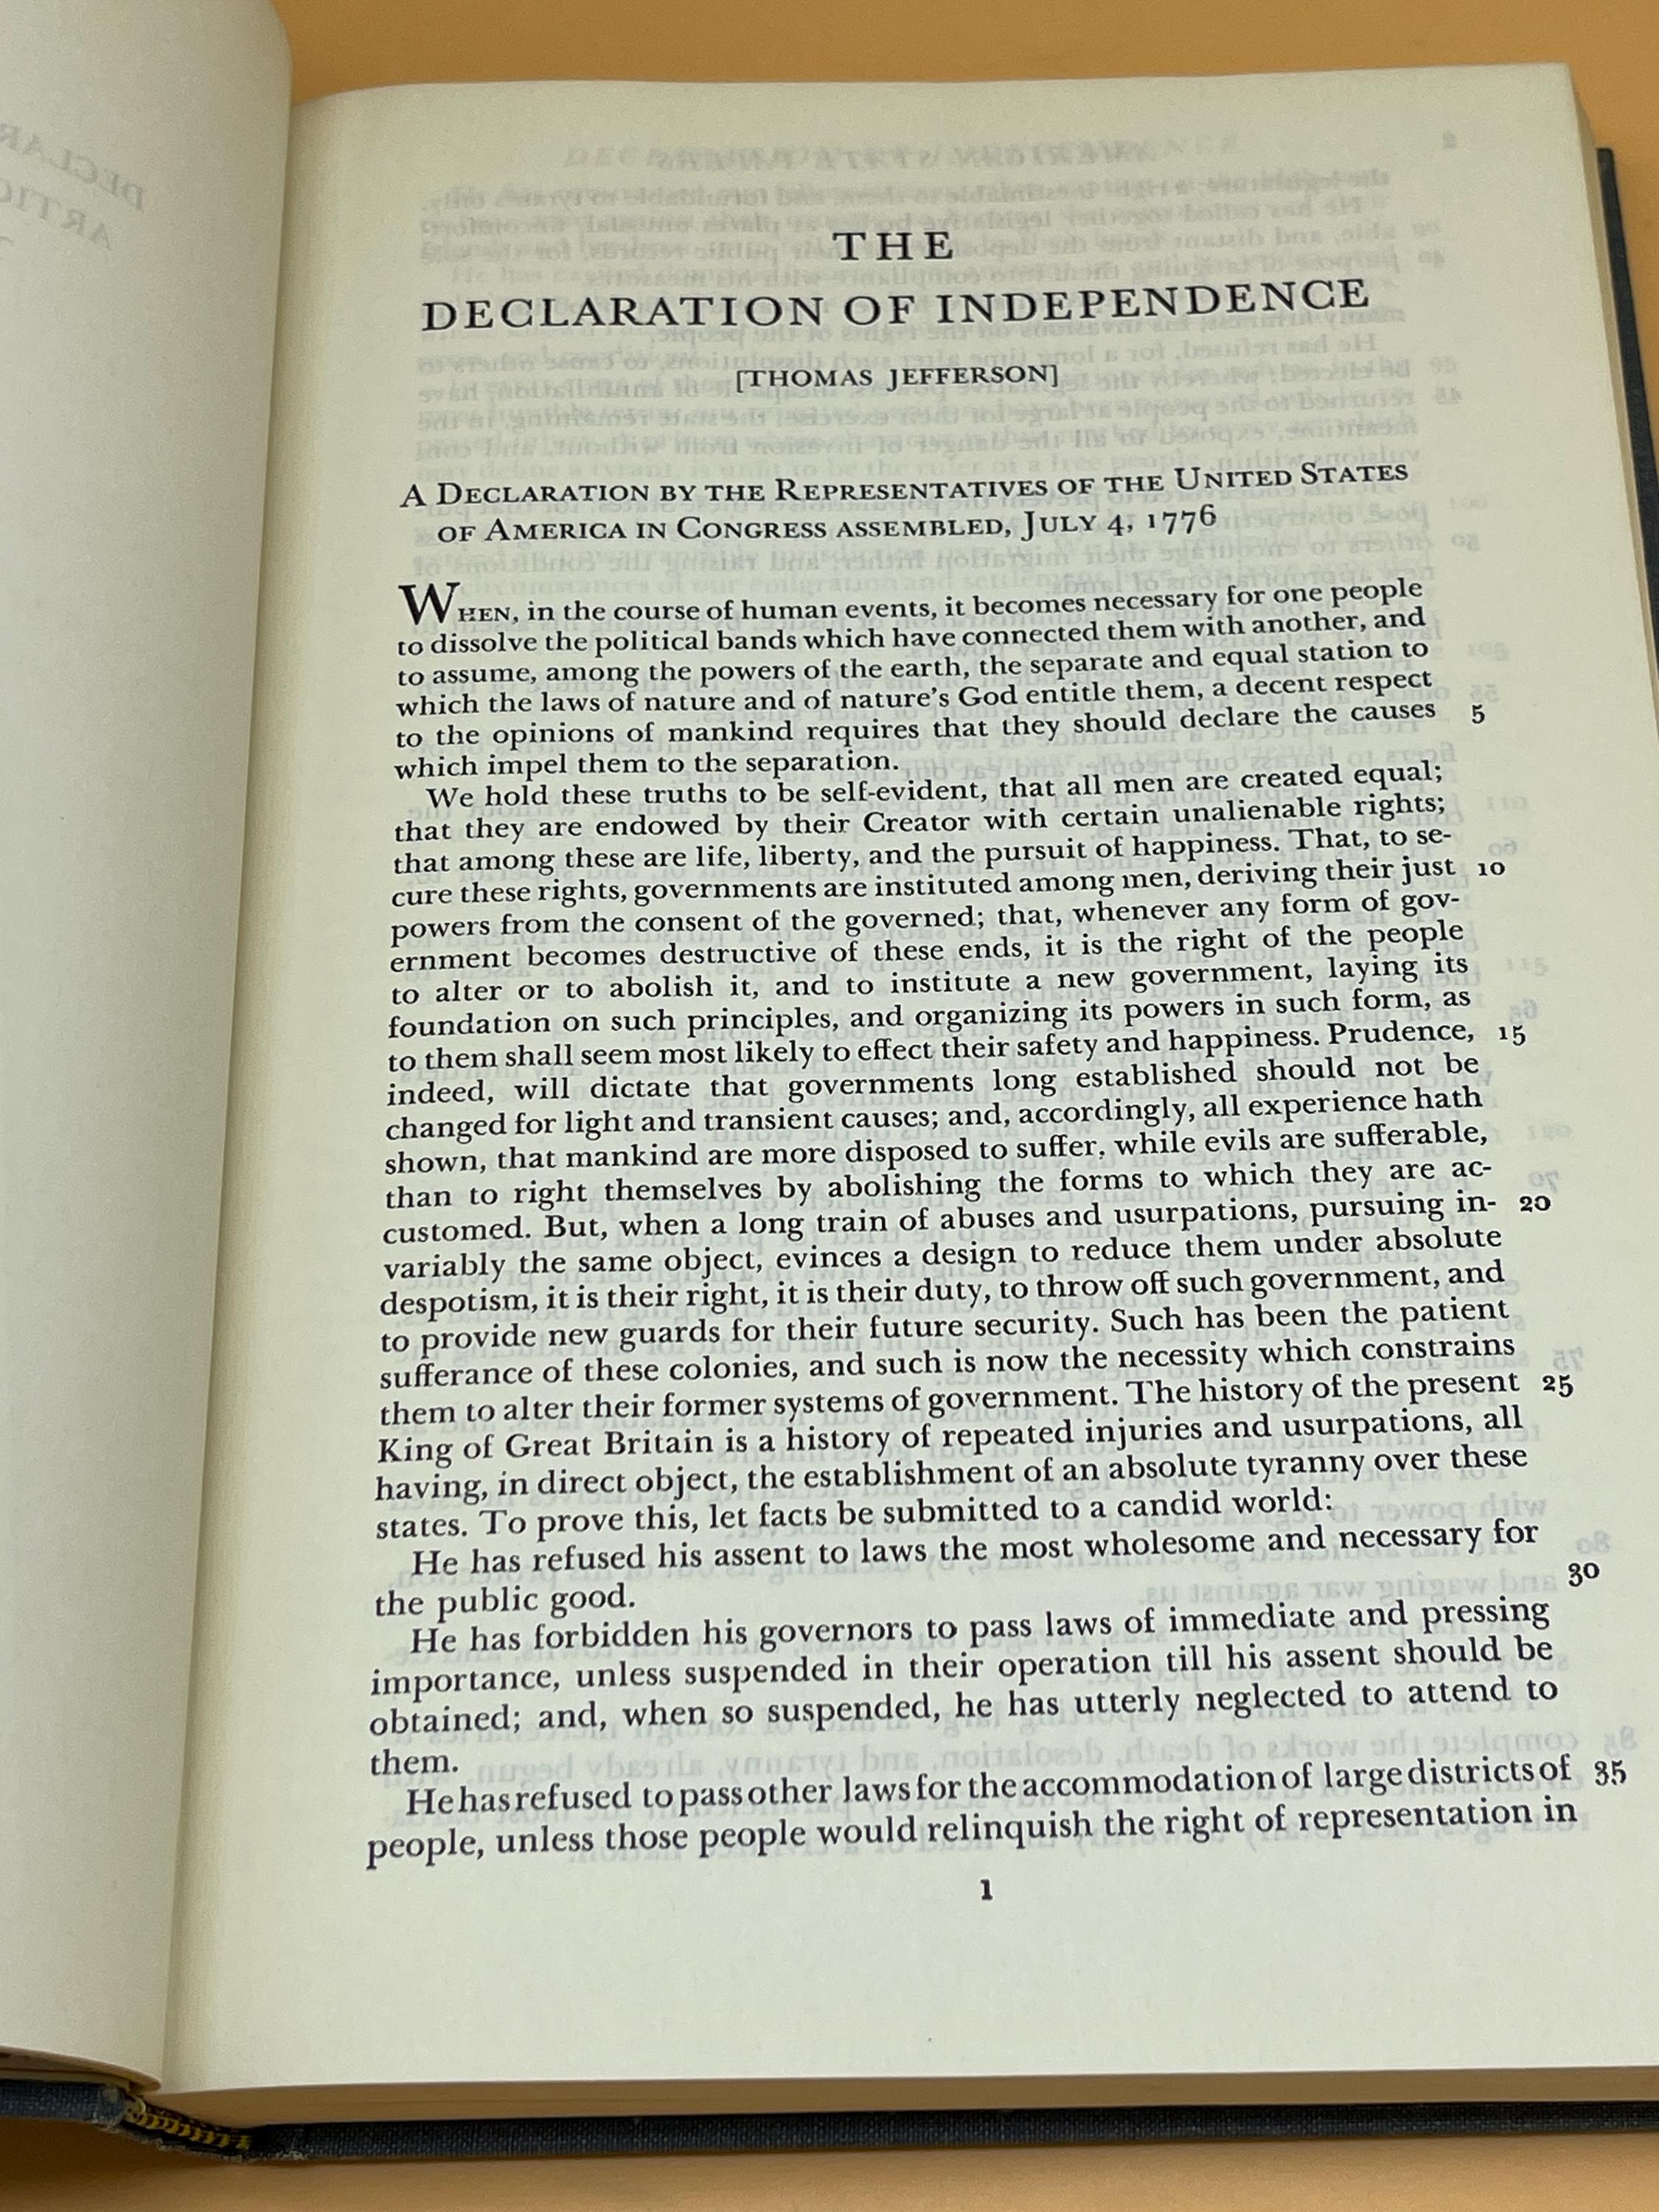 THE
DECLARATION OF INDEPENDENCE
[THOMAS JEFFERSON]
A DECLARATION BY THE REPRESENTATIVES OF THE UNITED STATES
OF AMERICA IN CONGRESS ASSEMBLED, JULY 4, 1776
WHEN, in the course of human events, it becomes necessary for one people
to dissolve the political bands which have connected them with another, and
to assume, among the powers of the earth, the separate and equal station to
which the laws of nature and of nature's God entitle them, a decent respect
to the opinions of mankind requires that they should declare the causes 5
which impel them to the separation.
We hold these truths to be self-evident, that all men are created equal;
that they are endowed by their Creator with certain unalienable rights;
that among these are life, liberty, and the pursuit of happiness. That, to se-
cure these rights, governments are instituted among men, deriving their just 10
powers from the consent of the governed; that, whenever any form of gov-
ernment becomes destructive of these ends, it is the right of the people
to alter or to abolish it, and to institute a new government, laying its
foundation on such principles, and organizing its powers in such form, as
to them shall seem most likely to effect their safety and happiness. Prudence, 15
indeed, will dictate that governments long established should not be
changed for light and transient causes; and, accordingly, all experience hath
shown, that mankind are more disposed to suffer, while evils are sufferable,
than to right themselves by abolishing the forms to which they are ac-
customed. But, when a long train of abuses and usurpations, pursuing in- 20
variably the same object, evinces a design to reduce them under absolute
despotism, it is their right, it is their duty, to throw off such government, and
to provide new guards for their future security. Such has been the patient
sufferance of these colonies, and such is now the necessity which constrains
them to alter their former systems of government. The history of the present 25
King of Great Britain is a history of repeated injuries and usurpations, all
having, in direct object, the establishment of an absolute tyranny over these
states. To prove this, let facts be submitted to a candid world:
He has refused his assent to laws the most wholesome and necessary for
the public good. 30
He has forbidden his governors to pass laws of immediate and pressing
importance, unless suspended in their operation till his assent should be
obtained; and, when so suspended, he has utterly neglected to attend to
them.
He has refused to pass other laws for the accommodation of large districts of 35
people, unless those people would relinquish the right of representation in
1